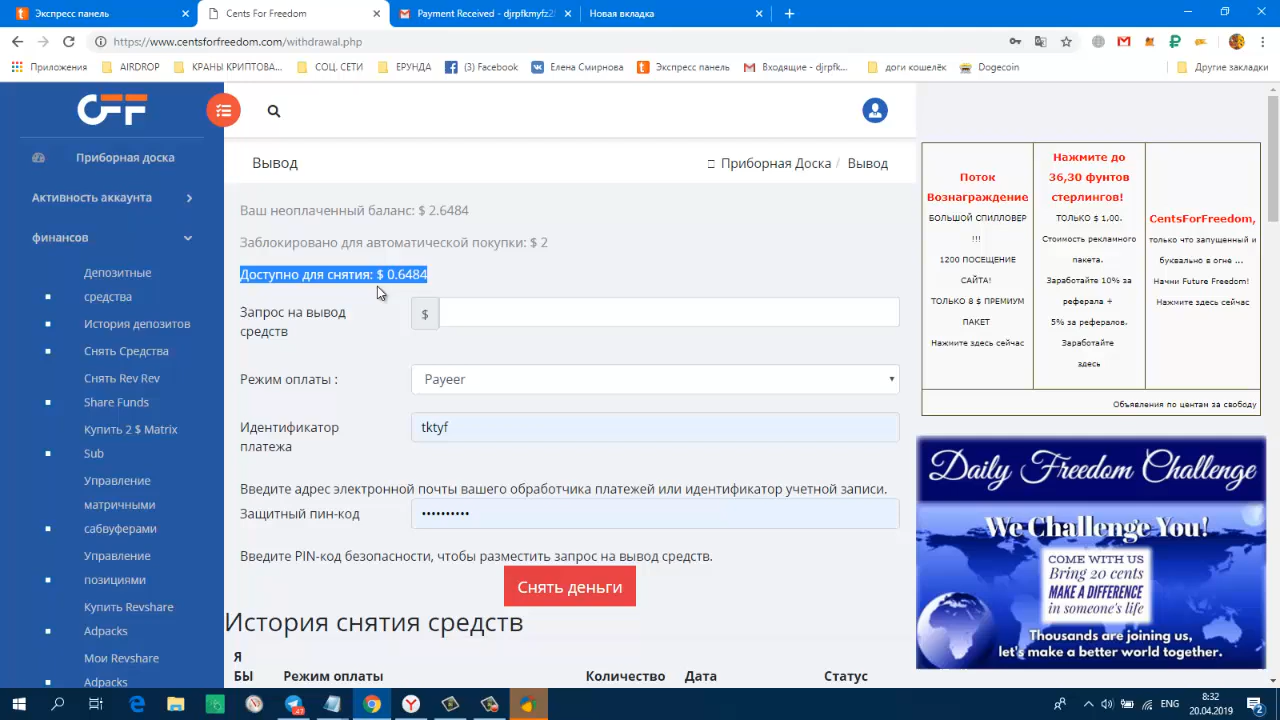 Экспресс панель
Cents For Freedom
Payment Received - djrpfkmyfz2
Новая вкладка
https://www.centsforfreedom.com/withdrawal.php
Приложения
AIRDROP
КРАНЫ КРИПТОВА...
СОЦ. СЕТИ
ЕРУНДА
(3) Facebook
Елена Смирнова
Экспресс панель
Входящие - djrpfk...
доги кошелёк
Dogecoin
Другие закладки
CFF
Приборная доска
Активность аккаунта
финансов
Депозитные
средства
История депозитов
Снять Средства
Снять Rev Rev
Share Funds
Купить 2 $ Matrix
Sub
Управление
матричными
сабвуферами
Управление
позициями
Купить Revshare
Adpacks
Мои Revshare
Adpacks
Вывод
Приборная Доска / Вывод
Ваш неоплаченный баланс: $ 2.6484
Заблокировано для автоматической покупки: $ 2
Доступно для снятия: $ 0.6484
Запрос на вывод
средств
$
Режим оплаты :
Payeer
Идентификатор
платежа
tktyf
Введите адрес электронной почты вашего обработчика платежей или идентификатор учетной записи.
Защитный пин-код
••••••••••
Введите PIN-код безопасности, чтобы разместить запрос на вывод средств.
Снять деньги
История снятия средств
Я
БЫ
Режим оплаты
Количество
Дата
Статус
Поток
Вознаграждение
БОЛЬШОЙ СПИЛЛОВЕР
!!!
1200 ПОСЕЩЕНИЕ
САЙТА!
ТОЛЬКО 8 $ ПРЕМИУМ
ПАКЕТ
Нажмите здесь сейчас
Нажмите до
36,30 фунтов
стерлингов!
ТОЛЬКО $ 1,00.
Стоимость рекламного
пакета.
Заработайте 10% за
реферала +
5% за рефералов.
Заработайте
здесь
CentsForFreedom,
только что запущенный и
буквально в огне ...
Начни Future Freedom!
Нажмите здесь сейчас
Объявления по центам за свободу
Daily Freedom Challenge
We Challenge You!
COME WITH US
Bring 20 cents
MAKE A DIFFERENCE
in someone's life
Thousands are joining us,
let's make a better world together.
47
ENG
8:32
20.04.2019
2